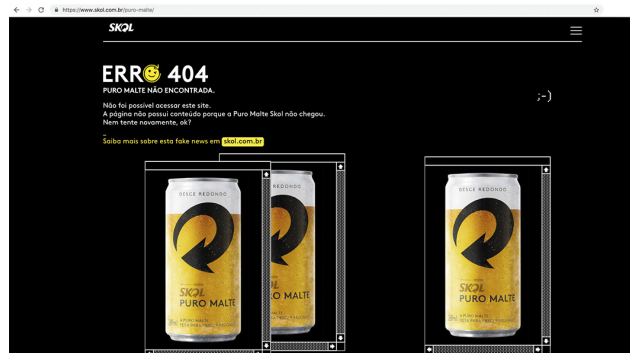 https://www.skol.com.br/puro-malte/
SKOL
ERRO 404
PURO MALTE NÃO ENCONTRADA.
;-)
Não foi possível acessar este site.
A página não possui conteúdo porque a Puro Malte Skol não chegou.
Nem tente novamente, ok?
_
Saiba mais sobre esta fake news em skol.com.br
DESCE REDONDO
SKOL
PURO MALTE
REDONDO
PURO MALTE
DESCE REDONDO
SKOL
PURO MALTE